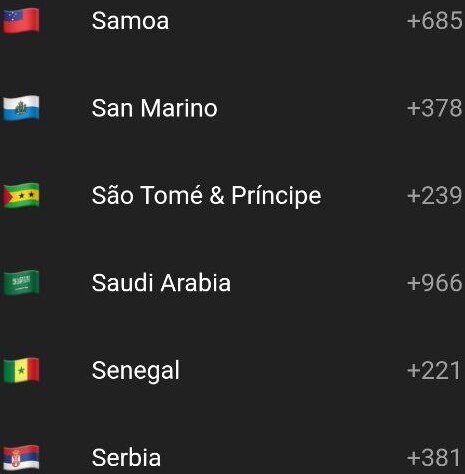 Samoa +685
San Marino +378
São Tomé & Príncipe +239
Saudi Arabia +966
Senegal +221
Serbia +381